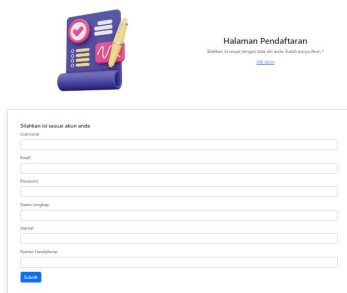 Halaman Pendaftaran
Silahkan isi sesuai dengan data diri anda. Sudah punya Akun ?
klik disini
Silahkan isi sesuai akun anda
Username
Email
Password
Nama Lengkap
Alamat
Nomor Handphone
Submit